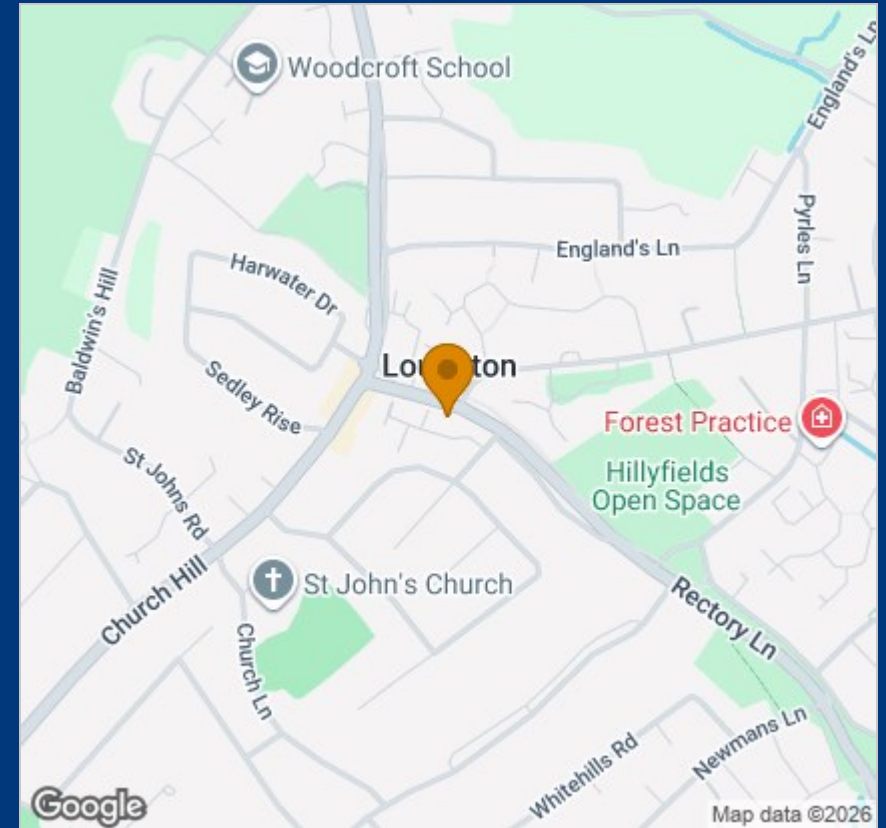 Woodcroft School
England's Ln
Pyrles Ln
England's Ln
Harwater Dr
Baldwin's Hill
Sedley Rise
Forest Practice
Hillyfields
Open Space
St Johns Rd
St John's Church
Church Hill
Rectory Ln
Church Ln
Newmans Ln
Whitehills Rd
Google
Map data ©2026